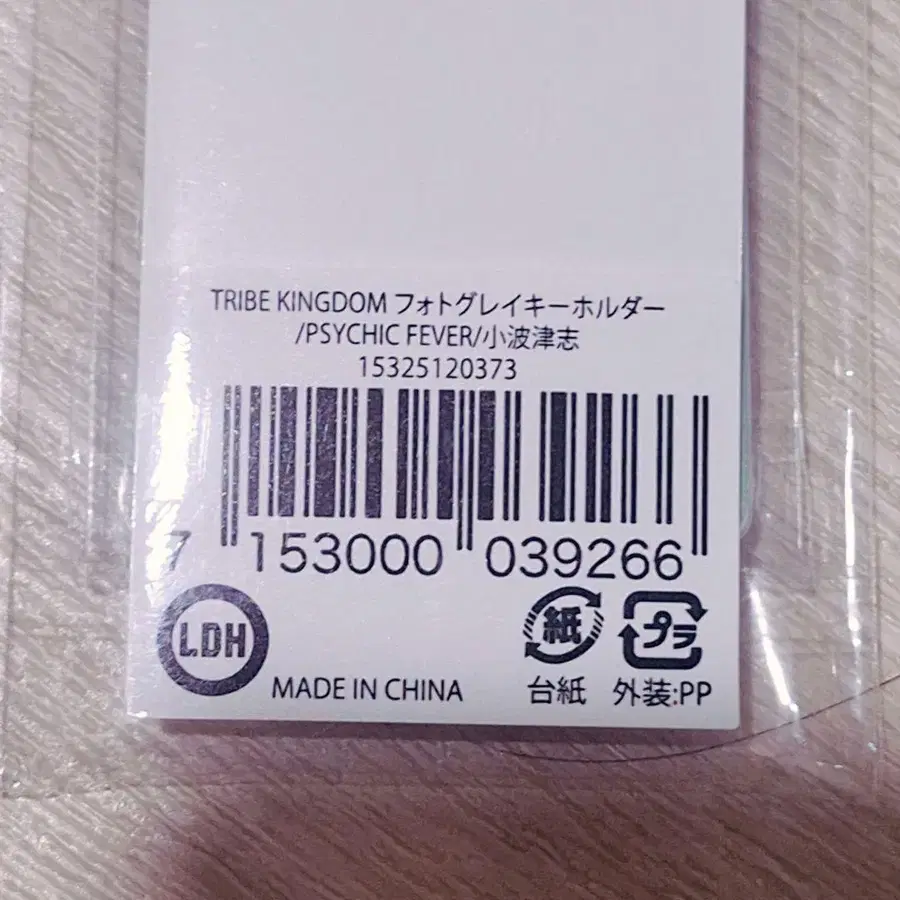 TRIBE KINGDOM フォトグレイキーホルダー
/PSYCHIC FEVER/小波津志
15325120373
7 153000 039266
LDH
MADE IN CHINA
紙
台紙
プラ
外装:PP